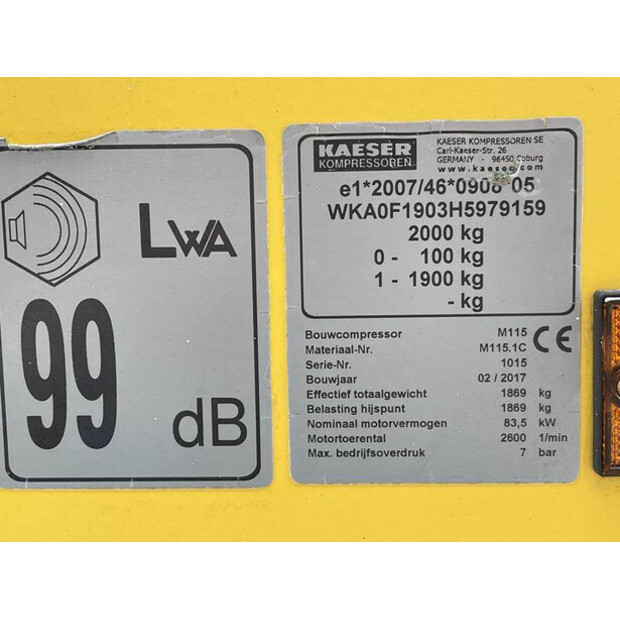 LWA
99
dB
KAESER
KOMPRESSOREN
KAESER KOMPRESSOREN SE
Carl-Kaeser-Str. 26
GERMANY - 96450 Coburg
www.kaeser.com
e1*2007/46*0908*05
WKA0F1903H5979159
2000 kg
0 - 100 kg
1 - 1900 kg
- kg
Bouwcompressor M115
Materiaal-Nr. M115.1C
CE
Serie-Nr. 1015
Bouwjaar 02 / 2017
Effectief totaalgewicht 1869 kg
Belasting hijspunt 1869 kg
Nominaal motorvermogen 83,5 kW
Motortoerental 2600 1/min
Max. bedrijfsoverdruk 7 bar